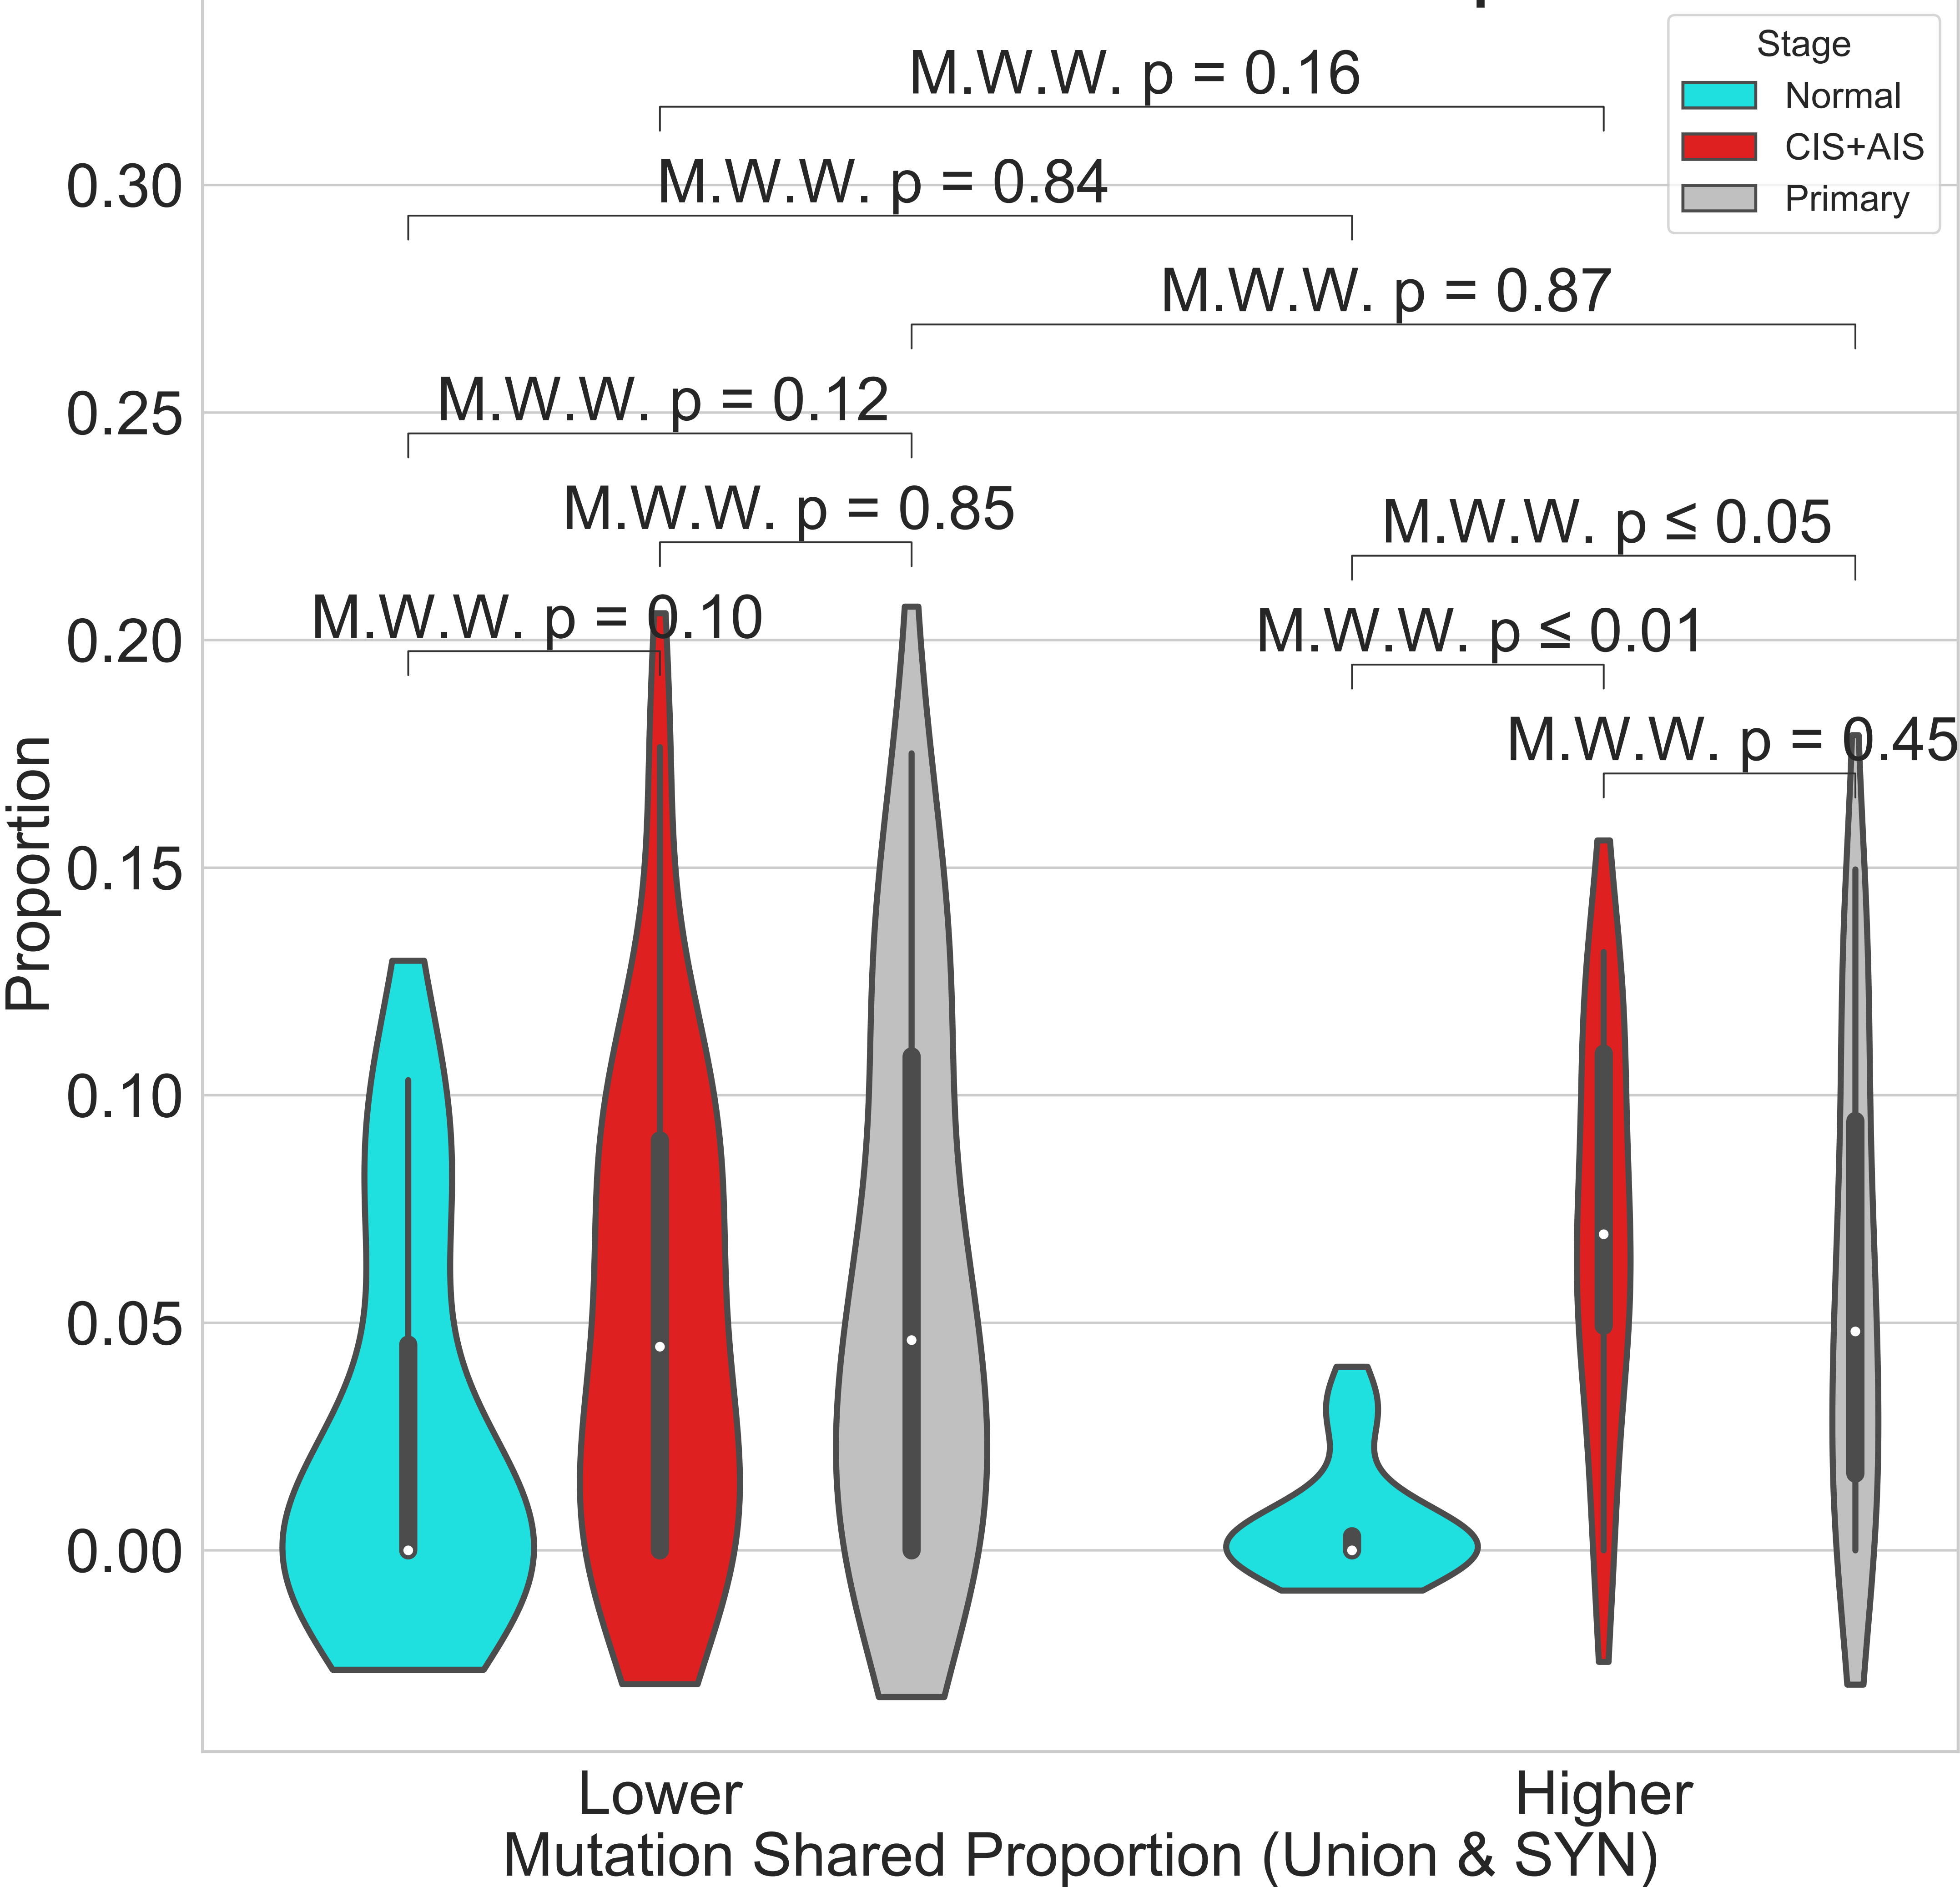 Stage
Normal
CIS+AIS
Primary
M.W.W. p = 0.16
M.W.W. p = 0.84
M.W.W. p = 0.87
M.W.W. p = 0.12
M.W.W. p = 0.85
M.W.W. p ≤ 0.05
M.W.W. p = 0.10
M.W.W. p ≤ 0.01
M.W.W. p = 0.45
0.30
0.25
0.20
0.15
0.10
0.05
0.00
Proportion
Lower
Higher
Mutation Shared Proportion (Union & SYN)